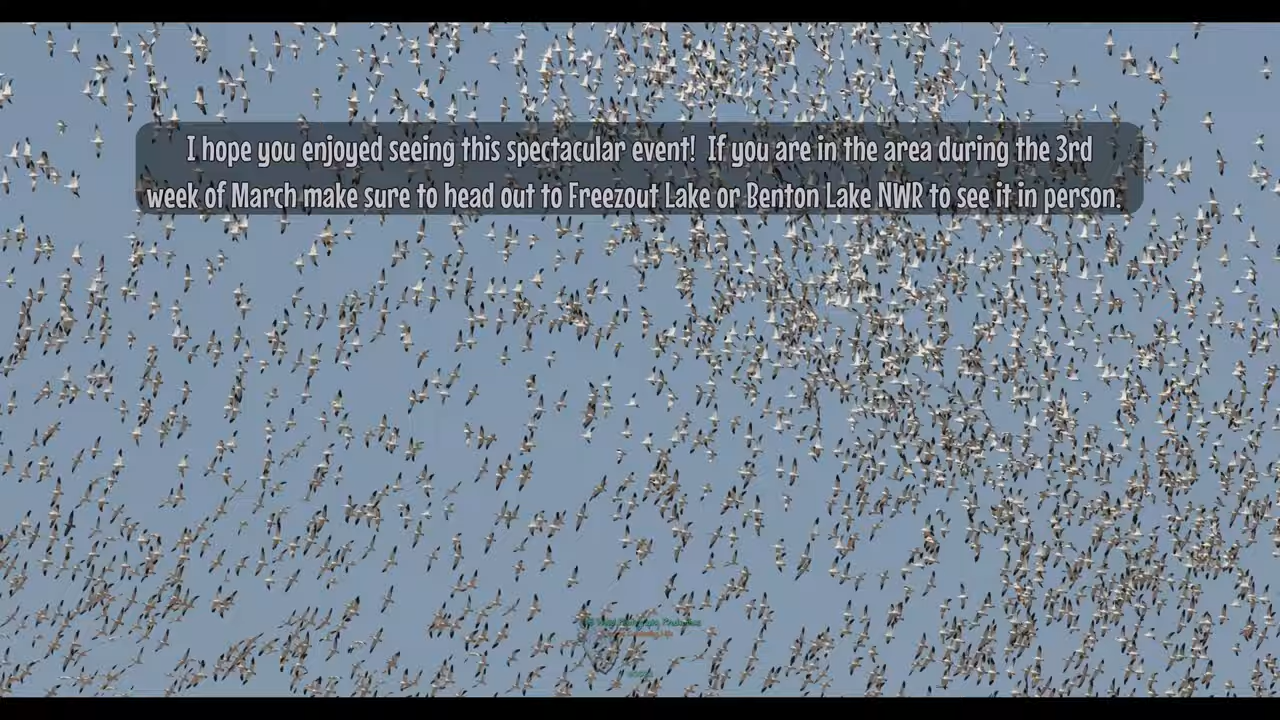 I hope you enjoyed seeing this spectacular event! If you are in the area during the 3rd
week of March make sure to head out to Freezout Lake or Benton Lake NWR to see it in person.